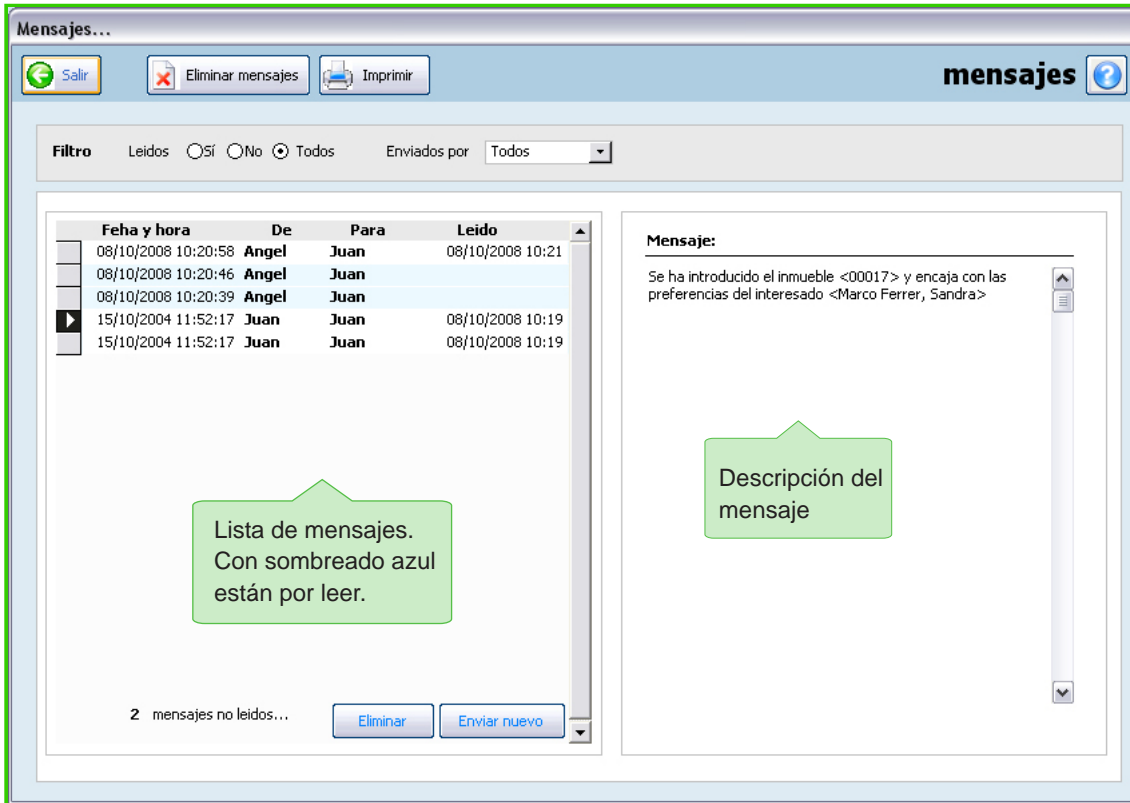 Mensajes...
Salir Eliminar mensajes Imprimir mensajes ?
Filtro Leidos Sí No Todos Enviados por Todos
Feha y hora De Para Leido
08/10/2008 10:20:58 Angel Juan 08/10/2008 10:21
08/10/2008 10:20:46 Angel Juan
08/10/2008 10:20:39 Angel Juan
15/10/2004 11:52:17 Juan Juan 08/10/2008 10:19
15/10/2004 11:52:17 Juan Juan 08/10/2008 10:19
Lista de mensajes.
Con sombreado azul
están por leer.
2 mensajes no leidos...
Eliminar Enviar nuevo
Mensaje:
Se ha introducido el inmueble <00017> y encaja con las
preferencias del interesado <Marco Ferrer, Sandra>
Descripción del
mensaje